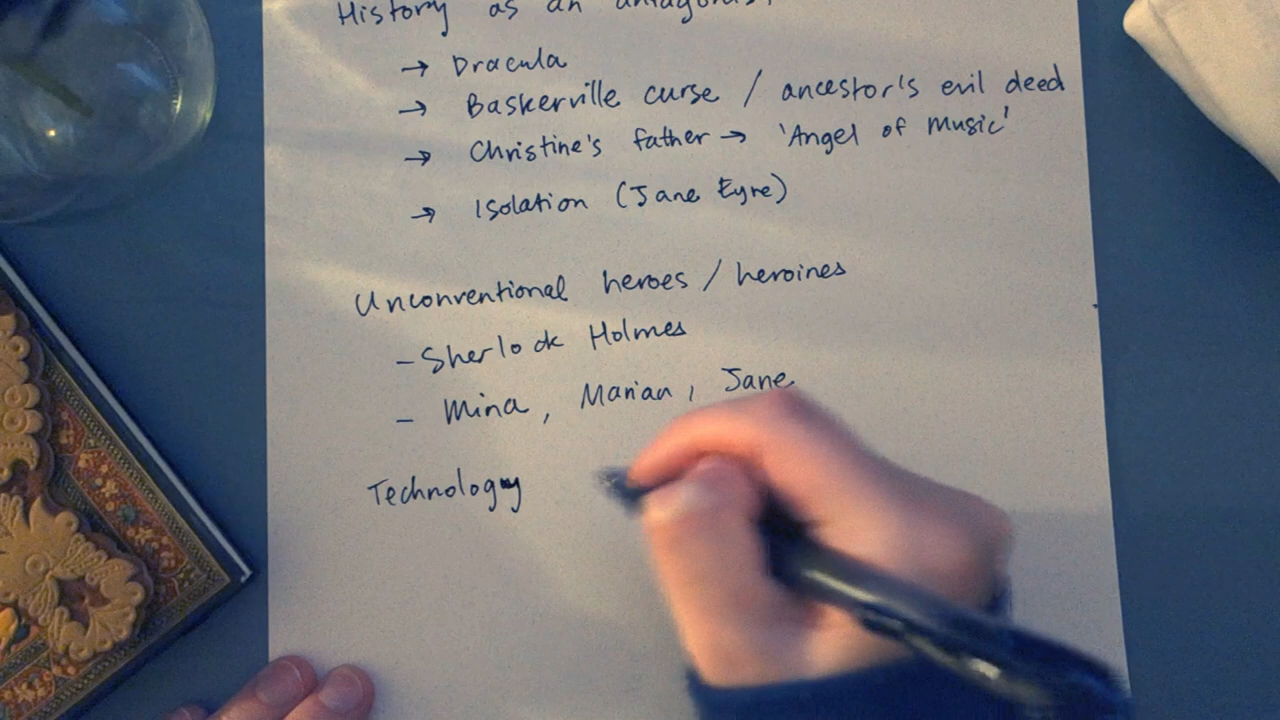 History as an antagonist
→ Dracula
→ Baskerville curse / ancestor's evil deed
→ Christine's father → 'Angel of Music'
→ Isolation (Jane Eyre)
Unconventional heroes / heroines
- Sherlock Holmes
- Mina, Marian, Jane
Technology